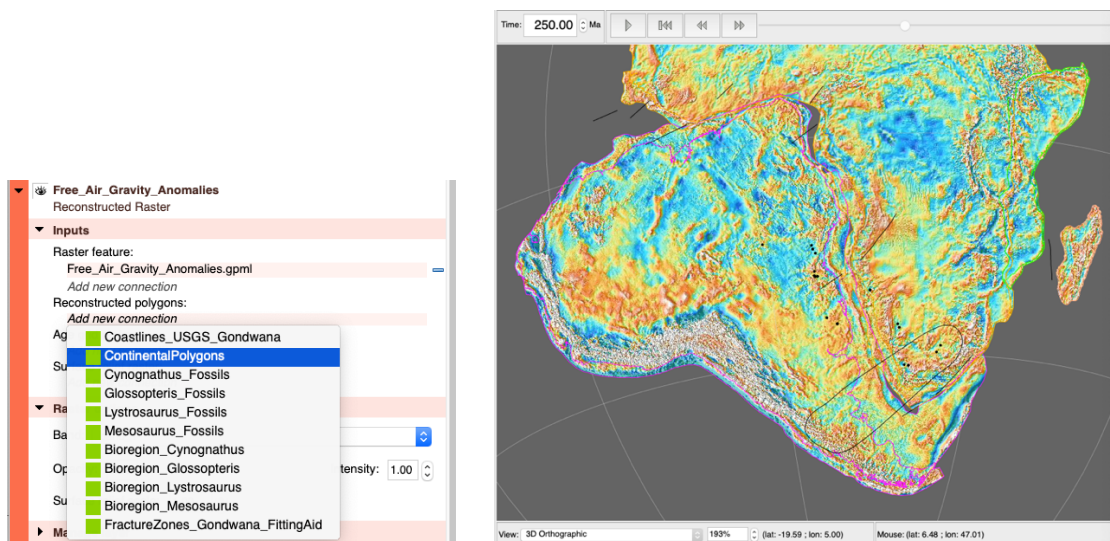 Free_Air_Gravity_Anomalies
Reconstructed Raster
Inputs
Raster feature:
Free_Air_Gravity_Anomalies.gpml
Add new connection
Reconstructed polygons:
Add new connection
Coastlines_USGS_Gondwana
ContinentalPolygons
Cynognathus_Fossils
Glossopteris_Fossils
Lystrosaurus_Fossils
Mesosaurus_Fossils
Bioregion_Cynognathus
Bioregion_Glossopteris
tensity: 1.00
Bioregion_Lystrosaurus
Bioregion_Mesosaurus
FractureZones_Gondwana_FittingAid
Time: 250.00 Ma
View: 3D Orthographic 193% (lat: -19.59 ; lon: 5.00) Mouse: (lat: 6.48 ; lon: 47.01)